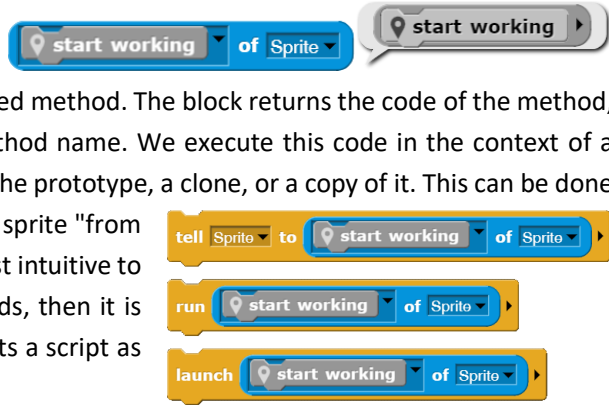 start working of Sprite start working
ed method. The block returns the code of the method,
thod name. We execute this code in the context of a
he prototype, a clone, or a copy of it. This can be done
sprite "from
tell Sprite to start working of Sprite
st intuitive to
ds, then it is
run start working of Sprite
ts a script as
launch start working of Sprite